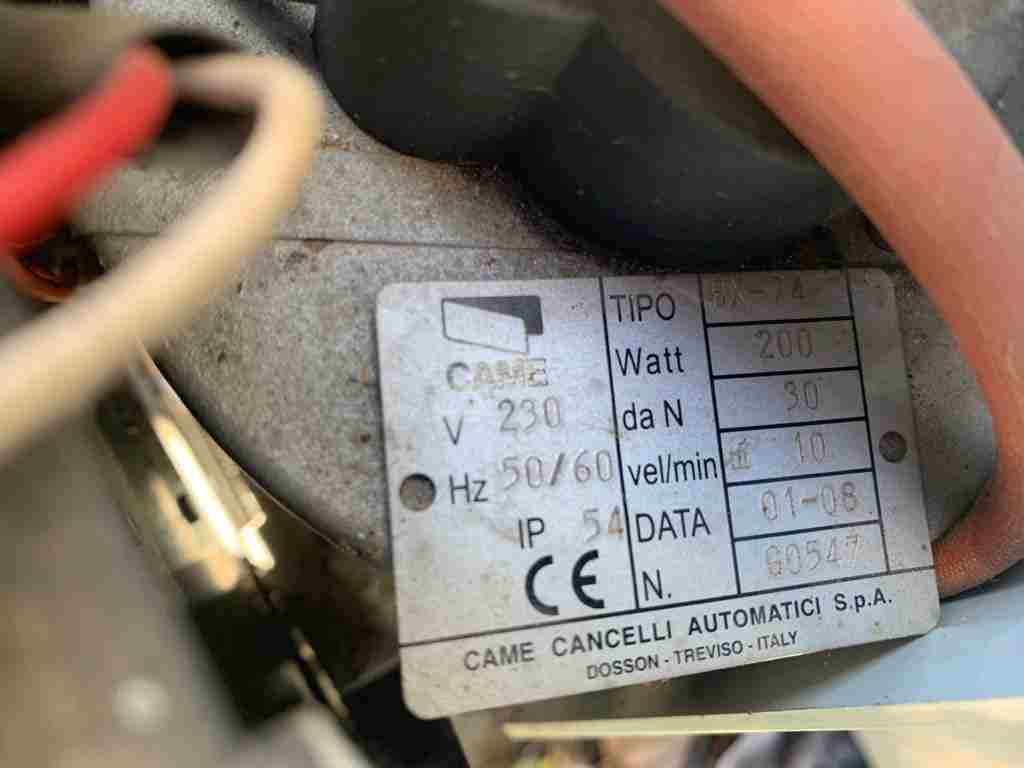 CAME
V 230
Hz 50/60
IP 54
CE
TIPO BX-74
Watt 200
da N 30
vel/min m 10
DATA 01-08
N. G0547
CAME CANCELLI AUTOMATICI S.p.A.
DOSSON - TREVISO - ITALY